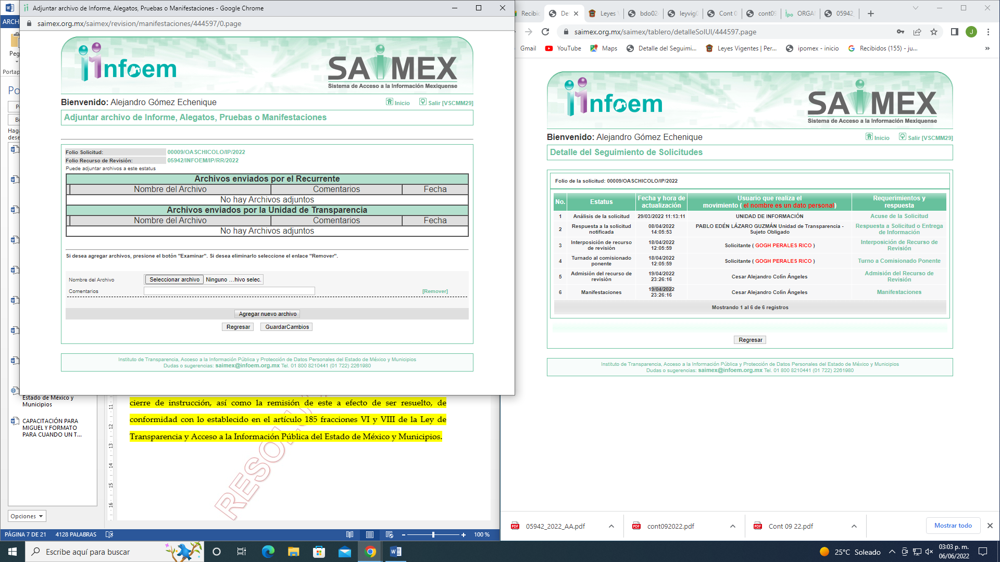 Adjuntar archivo de Informe, Alegatos, Pruebas o Manifestaciones - Google Chrome
saimex.org.mx/saimex/revision/manifestaciones/444597/0.page
infoem
SAIMEX
Sistema de Acceso a la Información Mexiquense
Bienvenido: Alejandro Gómez Echenique
Inicio
Salir [VSCMM29]
Adjuntar archivo de Informe, Alegatos, Pruebas o Manifestaciones
Folio Solicitud: 00009/OASCHICOLO/IP/2022
Folio Recurso de Revisión: 05942/INFOEM/IP/RR/2022
Puede adjuntar archivos a este estatus
Archivos enviados por el Recurrente
Nombre del Archivo Comentarios Fecha
No hay Archivos adjuntos
Archivos enviados por la Unidad de Transparencia
Nombre del Archivo Comentarios Fecha
No hay Archivos adjuntos
Si desea agregar archivos, presione el botón "Examinar". Si desea eliminarlo seleccione el enlace "Remover".
Nombre del Archivo Seleccionar archivo Ninguno ...hivo selec.
Comentarios [Remover]
Agregar nuevo archivo
Regresar GuardarCambios
Instituto de Transparencia, Acceso a la Información Pública y Protección de Datos Personales del Estado de México y Municipios
Dudas o sugerencias: saimex@infoem.org.mx Tel. 01 800 8210441 (01 722) 2261980
ARCH
Peg
Portap
Po
Haga
dese
Estado de México y
Municipios
CAPACITACIÓN PARA
MIGUEL Y FORMATO
PARA CUANDO UN T...
Opciones
11
12
13
14
15
16
cierre de instrucción, así como la remisión de este a efecto de ser resuelto, de
conformidad con lo establecido en el artículo 185 fracciones VI y VIII de la Ley de
Transparencia y Acceso a la Información Pública del Estado de México y Municipios.
RESOLU
PÁGINA 7 DE 21 4128 PALABRAS
100 %
Recibic
De
Leyes
bdo02
leyvig
Cont 0
cont09
ipo ORGA
05942
saimex.org.mx/saimex/tablero/detalleSolUI/444597.page
J
Gmail
YouTube
Maps
Detalle del Seguimi...
Leyes Vigentes | Per...
ipomex - inicio
Recibidos (155) - ju...
infoem
SAIMEX
Sistema de Acceso a la Información Mexiquense
Bienvenido: Alejandro Gómez Echenique
Inicio
Salir [VSCMM29]
Detalle del Seguimiento de Solicitudes
Folio de la solicitud: 00009/OASCHICOLO/IP/2022
No. Estatus Fecha y hora de actualización Usuario que realiza el movimiento ( el nombre es un dato personal) Requerimientos y respuesta
1 Análisis de la solicitud 29/03/2022 11:13:11 UNIDAD DE INFORMACIÓN Acuse de la Solicitud
2 Respuesta a la solicitud notificada 08/04/2022 14:05:53 PABLO EDÉN LÁZARO GUZMÁN Unidad de Transparencia - Sujeto Obligado Respuesta a Solicitud o Entrega de Información
3 Interposición de recurso de revisión 18/04/2022 12:05:59 Solicitante ( GOGH PERALES RICO ) Interposición de Recurso de Revisión
4 Turnado al comisionado ponente 18/04/2022 12:05:59 Solicitante ( GOGH PERALES RICO ) Turno a Comisionado Ponente
5 Admisión del recurso de revisión 19/04/2022 23:26:16 Cesar Alejandro Colín Ángeles Admisión del Recurso de Revisión
6 Manifestaciones 19/04/2022 23:26:16 Cesar Alejandro Colín Ángeles Manifestaciones
Mostrando 1 al 6 de 6 registros
Regresar
Instituto de Transparencia, Acceso a la Información Pública y Protección de Datos Personales del Estado de México y Municipios
Dudas o sugerencias: saimex@infoem.org.mx Tel. 01 800 8210441 (01 722) 2261980
05942_2022_AA.pdf
cont092022.pdf
Cont 09 22.pdf
Mostrar todo
Escribe aquí para buscar
25°C Soleado
03:03 p. m.
06/06/2022